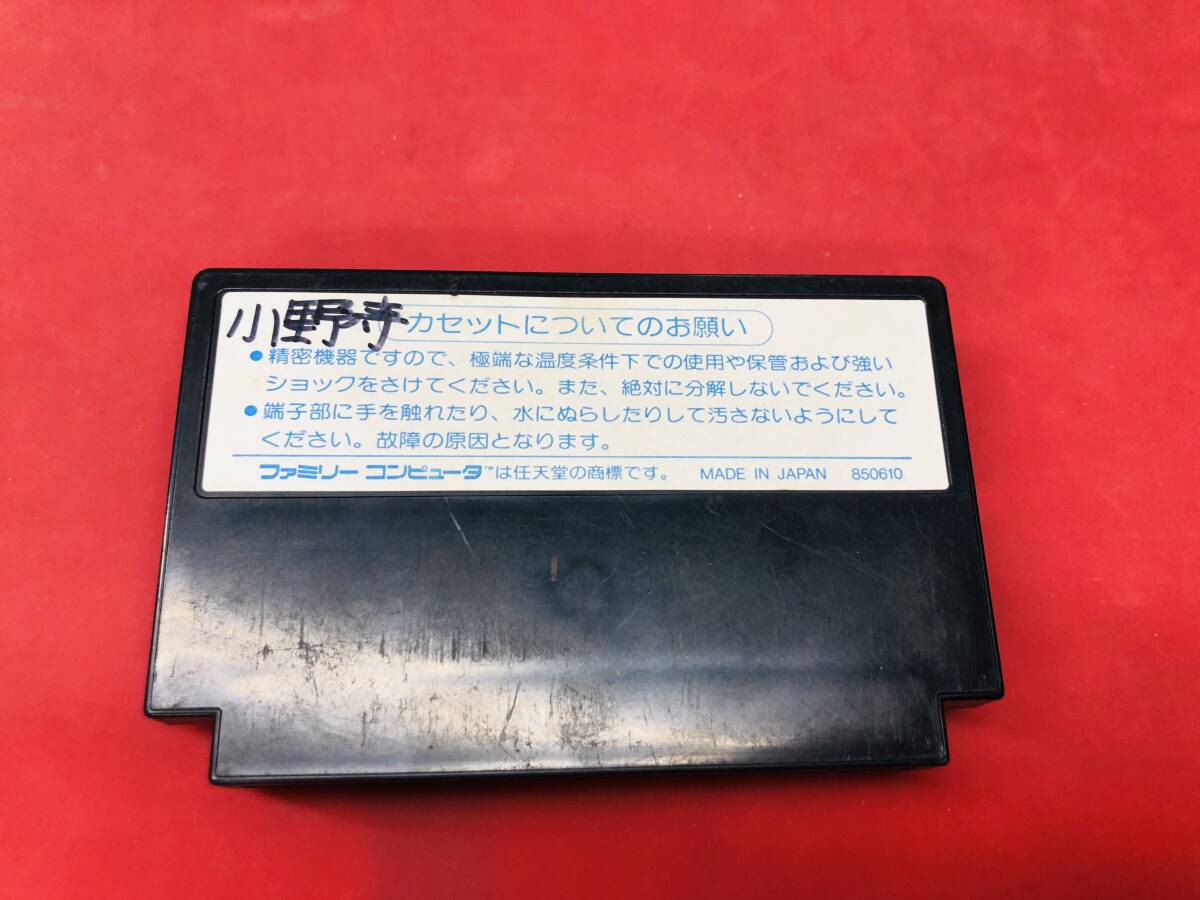 小野寺
カセットについてのお願い
●精密機器ですので、極端な温度条件下での使用や保管および強い
ショックをさけてください。また、絶対に分解しないでください。
●端子部に手を触れたり、水にぬらしたりして汚さないようにして
ください。故障の原因となります。
ファミリー コンピュータ™は任天堂の商標です。 MADE IN JAPAN 850610